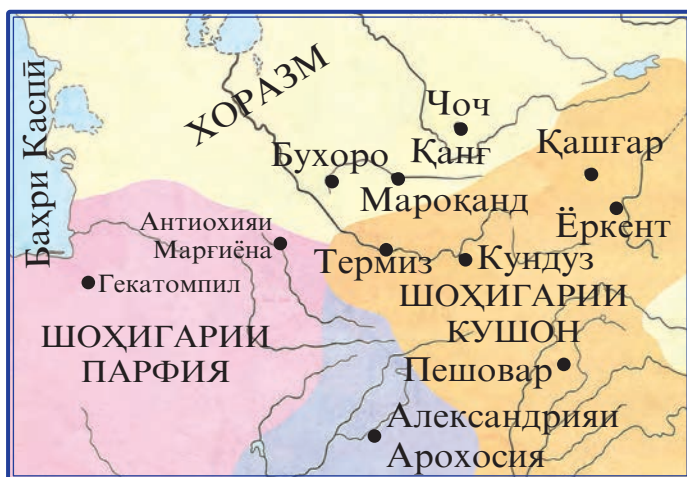 Баҳри Каспӣ
ХОРАЗМ
Чоч
Қанғ
Бухоро
Мароқанд
Қашғар
Ёркент
Антиохияи
Марғиёна
Термиз
Кундуз
Гекатомпил
ШОҲИГАРИИ
КУШОН
ШОҲИГАРИИ
ПАРФИЯ
Пешовар
Александрияи
Арохосия